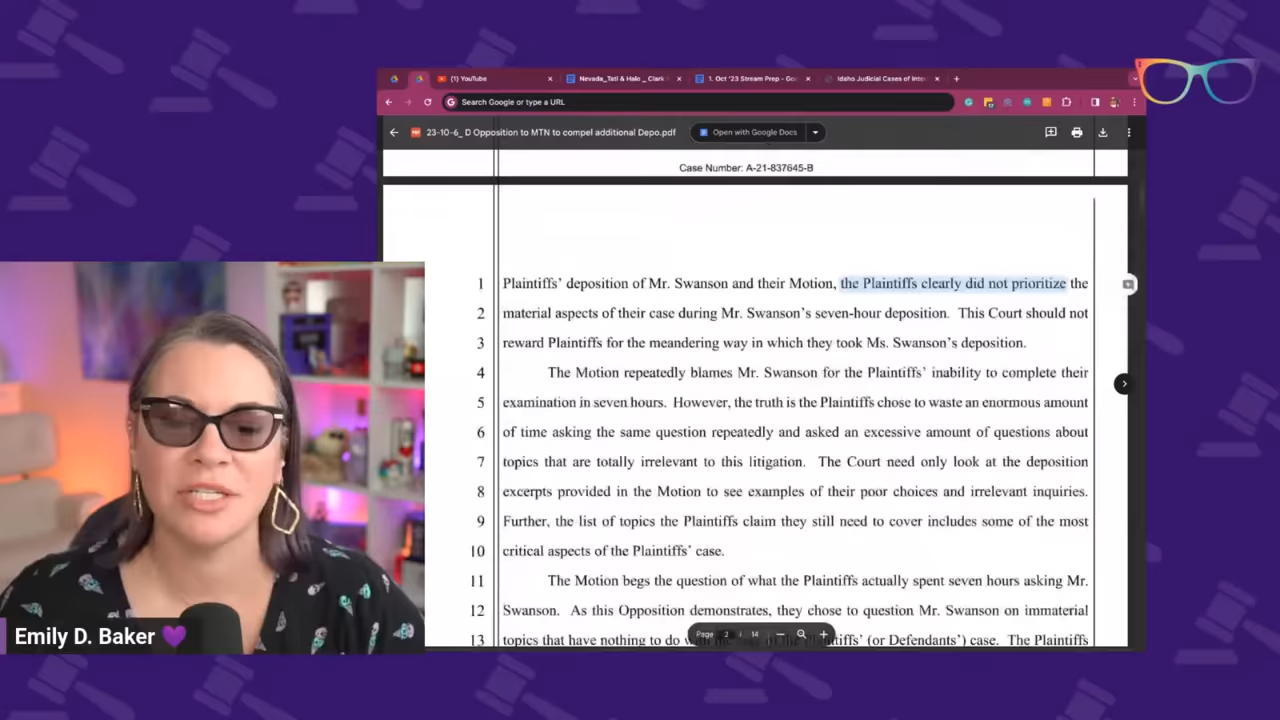 (1) YouTube
Nevada_Tati & Halo _ Clark
1. Oct '23 Stream Prep - Goo
Idaho Judicial Cases of Inter
Search Google or type a URL
23-10-6_ D Opposition to MTN to compel additional Depo.pdf
Open with Google Docs
Case Number: A-21-837645-B
1 Plaintiffs' deposition of Mr. Swanson and their Motion, the Plaintiffs clearly did not prioritize the
2 material aspects of their case during Mr. Swanson's seven-hour deposition. This Court should not
3 reward Plaintiffs for the meandering way in which they took Ms. Swanson's deposition.
4 The Motion repeatedly blames Mr. Swanson for the Plaintiffs' inability to complete their
5 examination in seven hours. However, the truth is the Plaintiffs chose to waste an enormous amount
6 of time asking the same question repeatedly and asked an excessive amount of questions about
7 topics that are totally irrelevant to this litigation. The Court need only look at the deposition
8 excerpts provided in the Motion to see examples of their poor choices and irrelevant inquiries.
9 Further, the list of topics the Plaintiffs claim they still need to cover includes some of the most
10 critical aspects of the Plaintiffs' case.
11 The Motion begs the question of what the Plaintiffs actually spent seven hours asking Mr.
12 Swanson. As this Opposition demonstrates, they chose to question Mr. Swanson on immaterial
13 topics that have nothing to do (or Defendants') case. The Plaintiffs
Page 2 / 14
Emily D. Baker 💜